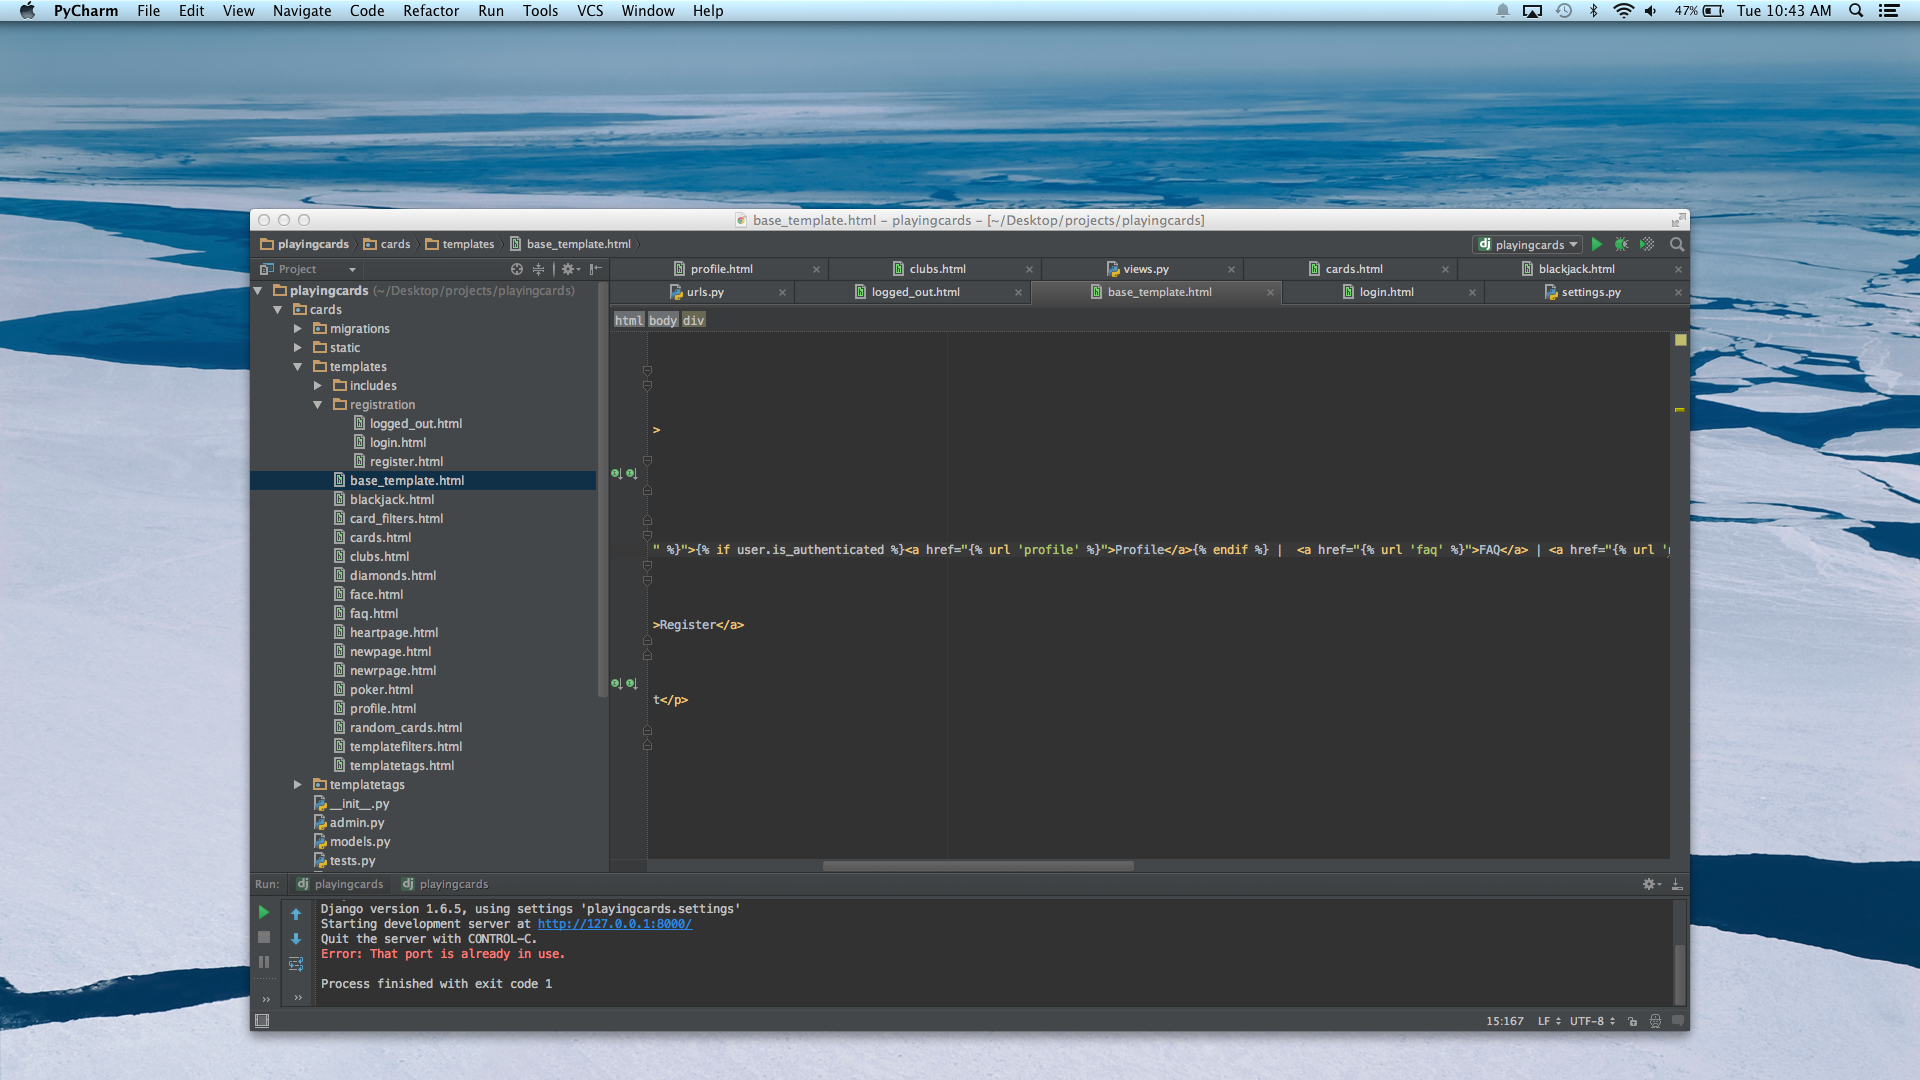 PyCharm File Edit View Navigate Code Refactor Run Tools VCS Window Help 47% Tue 10:43 AM
base_template.html – playingcards – [~/Desktop/projects/playingcards]
playingcards cards templates base_template.html playingcards
Project
profile.html clubs.html views.py cards.html blackjack.html
urls.py logged_out.html base_template.html login.html settings.py
html body div
playingcards (~/Desktop/projects/playingcards)
cards
migrations
static
templates
includes
registration
logged_out.html
login.html
register.html
base_template.html
blackjack.html
card_filters.html
cards.html
clubs.html
diamonds.html
face.html
faq.html
heartpage.html
newpage.html
newrpage.html
poker.html
profile.html
random_cards.html
templatefilters.html
templatetags.html
templatetags
__init__.py
admin.py
models.py
tests.py
>
" %}">{% if user.is_authenticated %}<a href="{% url 'profile' %}">Profile</a>{% endif %} |  <a href="{% url 'faq' %}">FAQ</a> | <a href="{% url '
>Register</a>
t</p>
Run: playingcards playingcards
Django version 1.6.5, using settings 'playingcards.settings'
Starting development server at http://127.0.0.1:8000/
Quit the server with CONTROL-C.
Error: That port is already in use.
Process finished with exit code 1
15:167 LF UTF-8